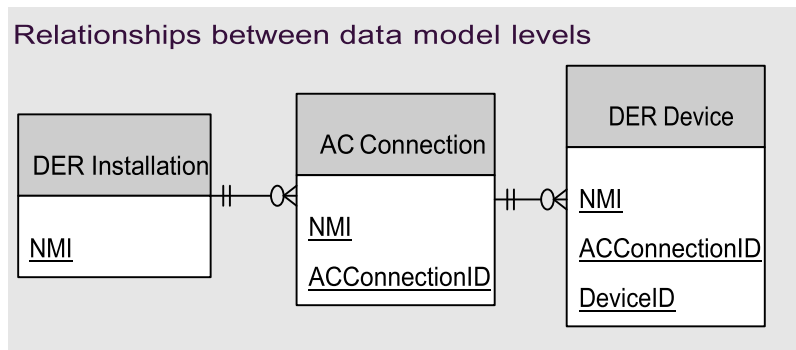 Relationships between data model levels
DER Installation
NMI
AC Connection
NMI
ACConnectionID
DER Device
NMI
ACConnectionID
DeviceID